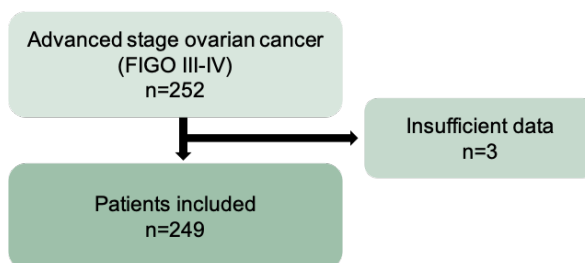 Advanced stage ovarian cancer
(FIGO III-IV)
n=252
Insufficient data
n=3
Patients included
n=249